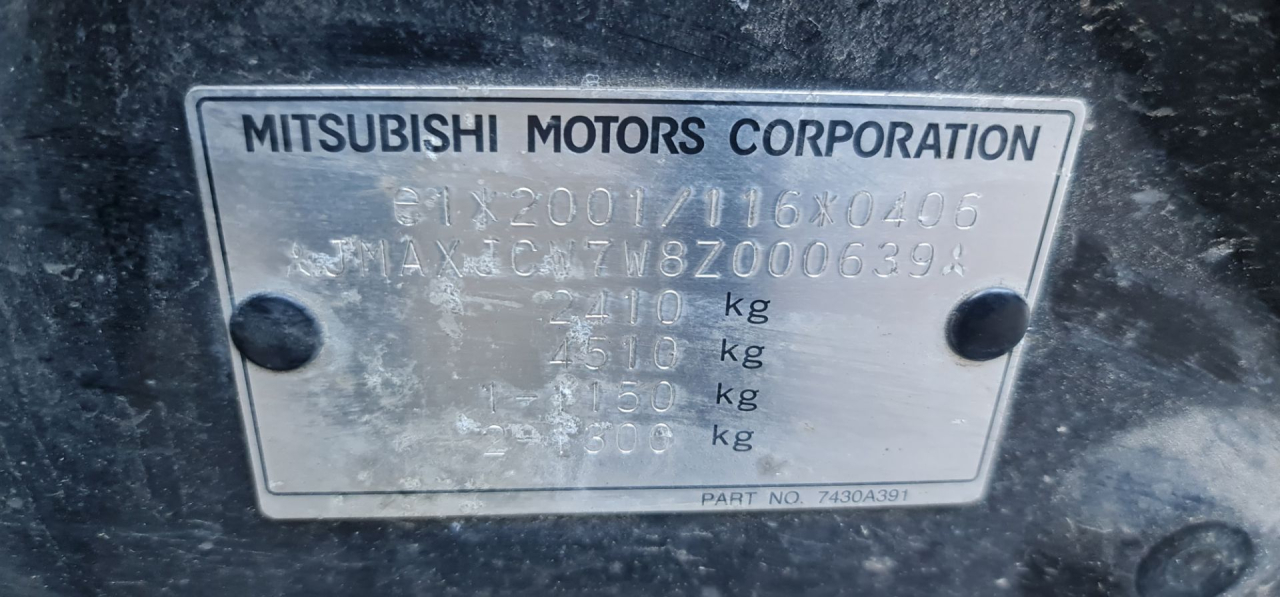 MITSUBISHI MOTORS CORPORATION
e1*2001/116*0406
*JMAXJCW7W8Z000639*
2410 kg
4510 kg
1-1150 kg
2-1300 kg
PART NO. 7430A391